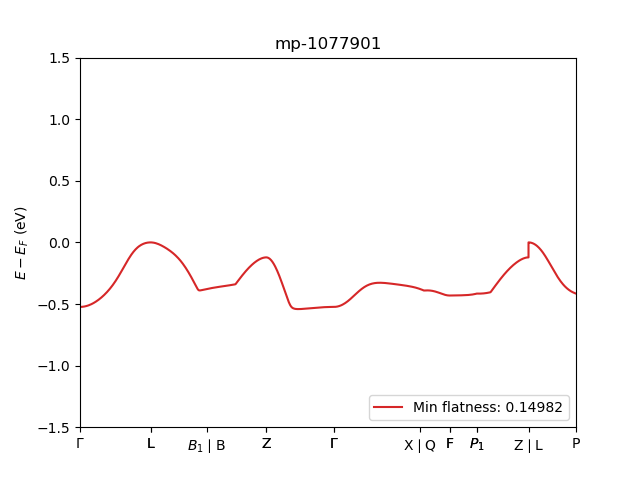 mp-1077901
E − E_F (eV)
1.5
1.0
0.5
0.0
−0.5
−1.0
−1.5
Min flatness: 0.14982
Γ L B₁ | B Z Γ X | Q F P₁ Z | L P